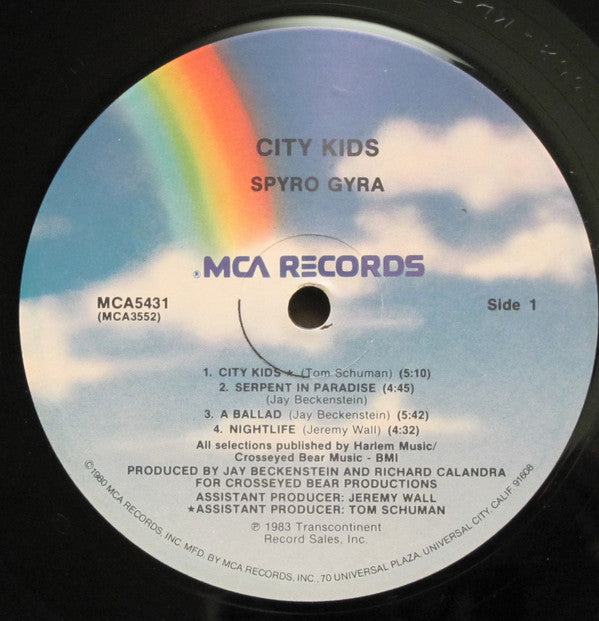 CITY KIDS
SPYRO GYRA
®MCA RECORDS
MCA5431
(MCA3552)
Side 1
1. CITY KIDS ★ (Tom Schuman) (5:10)
2. SERPENT IN PARADISE (4:45)
(Jay Beckenstein)
3. A BALLAD (Jay Beckenstein) (5:42)
4. NIGHTLIFE (Jeremy Wall) (4:32)
All selections published by Harlem Music/
Crosseyed Bear Music - BMI
PRODUCED BY JAY BECKENSTEIN AND RICHARD CALANDRA
FOR CROSSEYED BEAR PRODUCTIONS
ASSISTANT PRODUCER: JEREMY WALL
★ASSISTANT PRODUCER: TOM SCHUMAN
℗ 1983 Transcontinent
Record Sales, Inc.
©1980 MCA RECORDS, INC. MFD. BY MCA RECORDS, INC., 70 UNIVERSAL PLAZA, UNIVERSAL CITY, CALIF. 91608